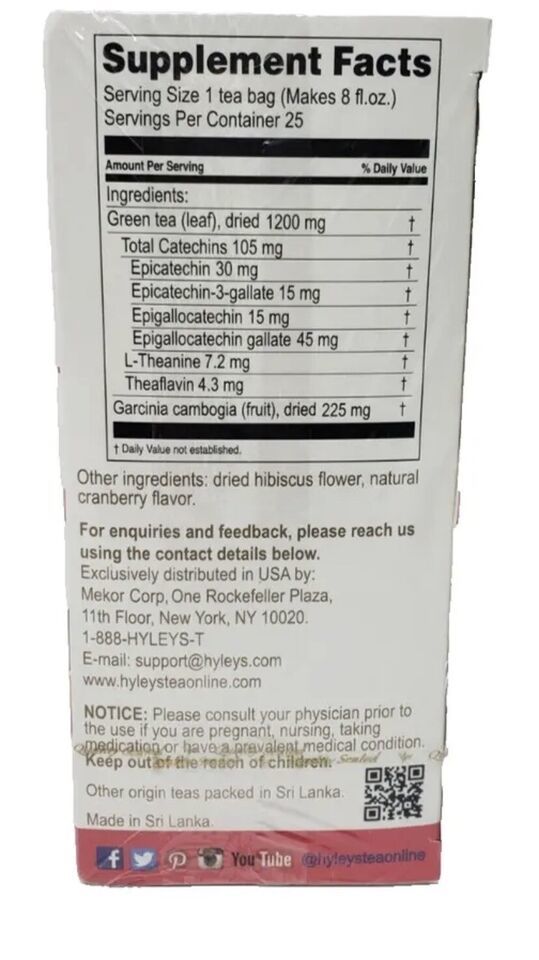 Supplement Facts
Serving Size 1 tea bag (Makes 8 fl.oz.)
Servings Per Container 25
Amount Per Serving % Daily Value
Ingredients:
Green tea (leaf), dried 1200 mg †
Total Catechins 105 mg †
Epicatechin 30 mg †
Epicatechin-3-gallate 15 mg †
Epigallocatechin 15 mg †
Epigallocatechin gallate 45 mg †
L-Theanine 7.2 mg †
Theaflavin 4.3 mg †
Garcinia cambogia (fruit), dried 225 mg †
† Daily Value not established.
Other ingredients: dried hibiscus flower, natural
cranberry flavor.
For enquiries and feedback, please reach us
using the contact details below.
Exclusively distributed in USA by:
Mekor Corp, One Rockefeller Plaza,
11th Floor, New York, NY 10020.
1-888-HYLEYS-T
E-mail: support@hyleys.com
www.hyleysteaonline.com
NOTICE: Please consult your physician prior to
the use if you are pregnant, nursing, taking
medication or have a prevalent medical condition.
Keep out of the reach of children.
Sealed
Other origin teas packed in Sri Lanka.
Made in Sri Lanka.
f You Tube @hyleysteaonline